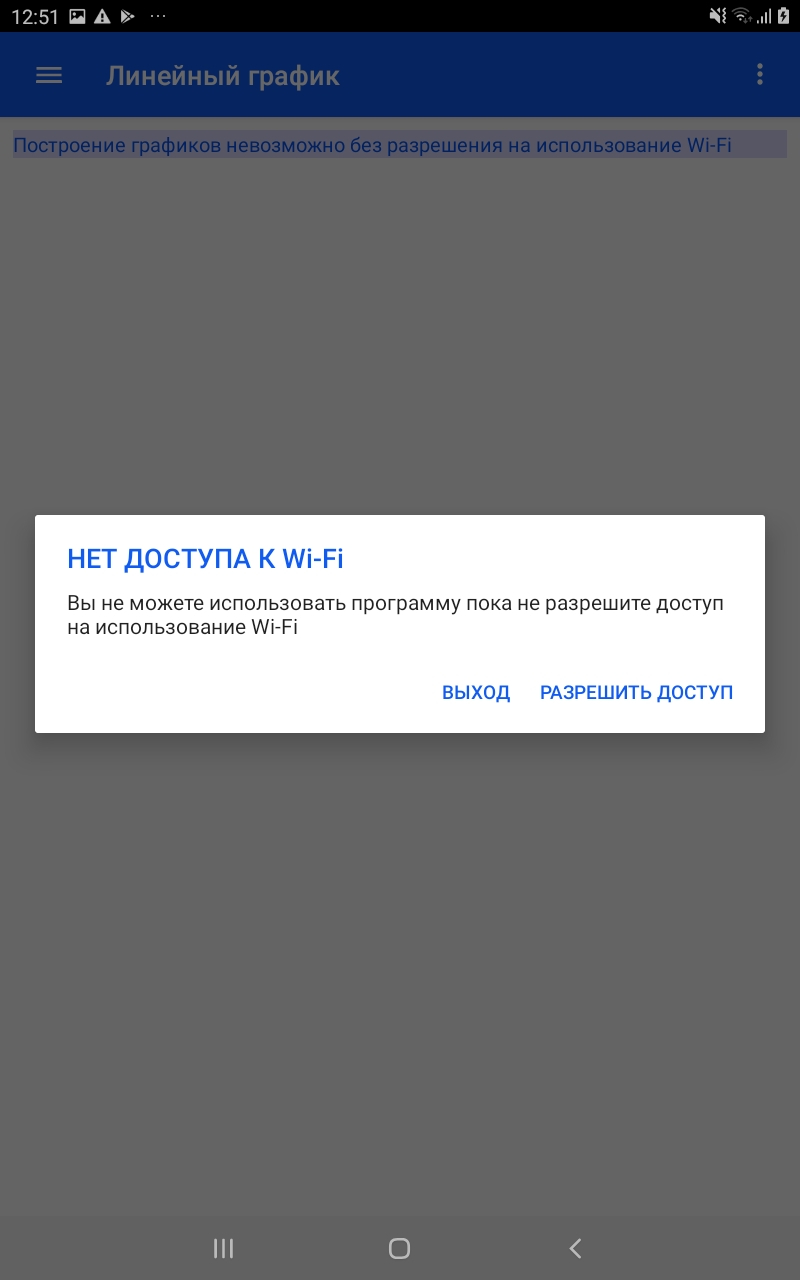 12:51
Линейный график
Построение графиков невозможно без разрешения на использование Wi-Fi
НЕТ ДОСТУПА К Wi-Fi
Вы не можете использовать программу пока не разрешите доступ
на использование Wi-Fi
ВЫХОД РАЗРЕШИТЬ ДОСТУП